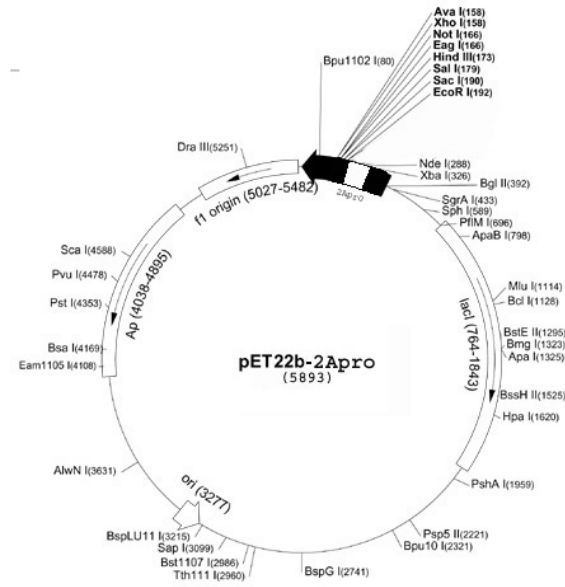 Ava I(158)
Xho I(158)
Not I(166)
Eag I(166)
Hind III(173)
Sal I(179)
Sac I(190)
EcoR I(192)
Bpu1102 I(80)
Nde I(288)
Xba I(326)
Bgl II(392)
SgrA I(433)
Sph I(589)
PflM I(696)
ApaB I(798)
Mlu I(1114)
Bcl I(1128)
BstE II(1295)
Bmg I(1323)
Apa I(1325)
BssH II(1525)
Hpa I(1620)
PshA I(1959)
Psp5 II(2221)
Bpu10 I(2321)
BspG I(2741)
Tth111 I(2960)
Bst1107 I(2986)
Sap I(3099)
BspLU11 I(3215)
AlwN I(3631)
Eam1105 I(4108)
Bsa I(4169)
Pst I(4353)
Pvu I(4478)
Sca I(4588)
Dra III(5251)
2Apro
lacI (764-1843)
ori (3277)
Ap (4038-4895)
f1 origin (5027-5482)
pET22b-2Apro
(5893)